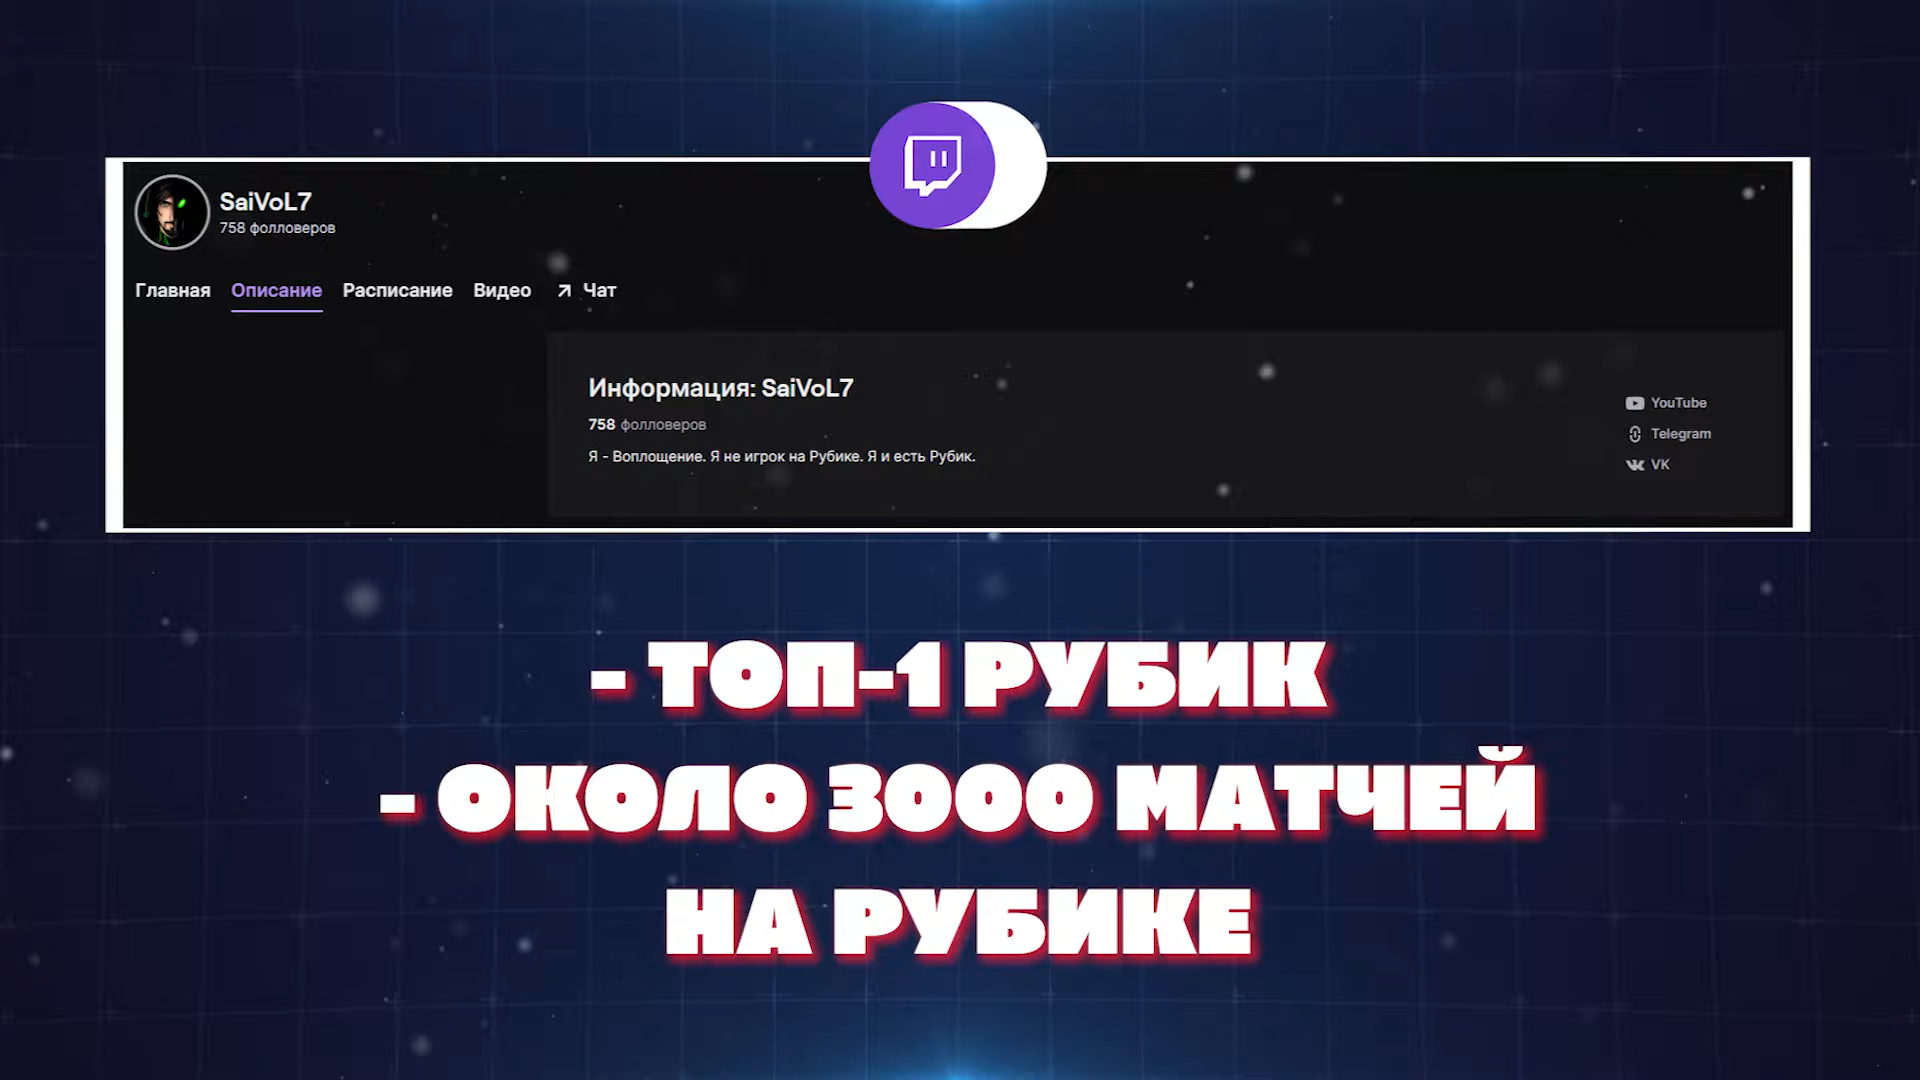 SaiVoL7
758 фолловеров
Главная Описание Расписание Видео Чат
Информация: SaiVoL7
758 фолловеров
Я - Воплощение. Я не игрок на Рубике. Я и есть Рубик.
YouTube
Telegram
VK
- ТОП-1 РУБИК
- ОКОЛО 3000 МАТЧЕЙ
НА РУБИКЕ